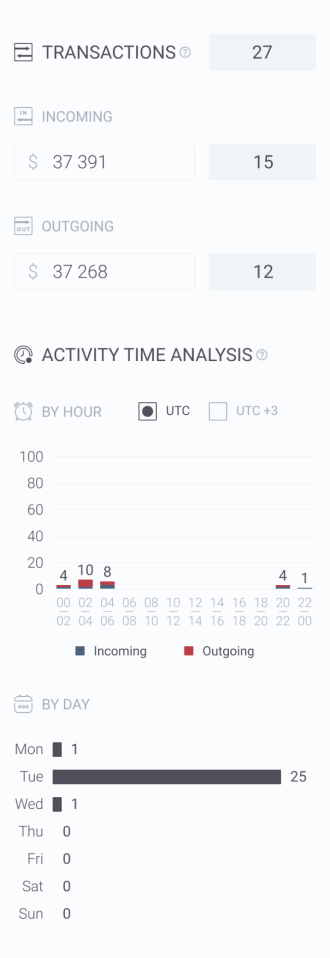 TRANSACTIONS ? 27
IN
INCOMING
$ 37 391 15
OUT
OUTGOING
$ 37 268 12
ACTIVITY TIME ANALYSIS ?
BY HOUR UTC UTC +3
100
80
60
40
20
0
4 10 8 4 1
00 02 04 06 08 10 12 14 16 18 20 22
02 04 06 08 10 12 14 16 18 20 22 00
Incoming Outgoing
BY DAY
Mon 1
Tue 25
Wed 1
Thu 0
Fri 0
Sat 0
Sun 0